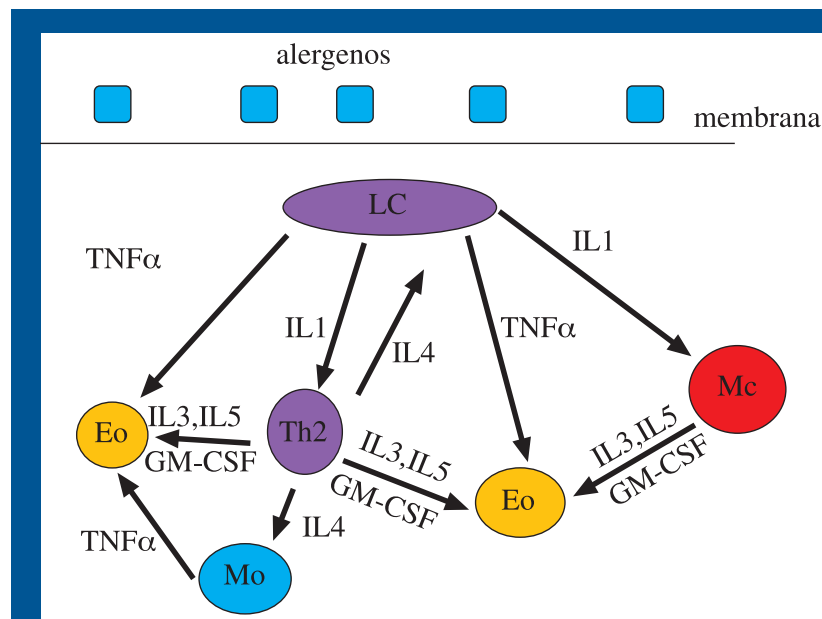 alergenos
membrana
LC
TNFα
IL1
IL1
IL4
TNFα
Mc
IL3,IL5
GM-CSF
Eo
Th2
IL3,IL5
GM-CSF
IL3,IL5
GM-CSF
Eo
TNFα
IL4
Mo